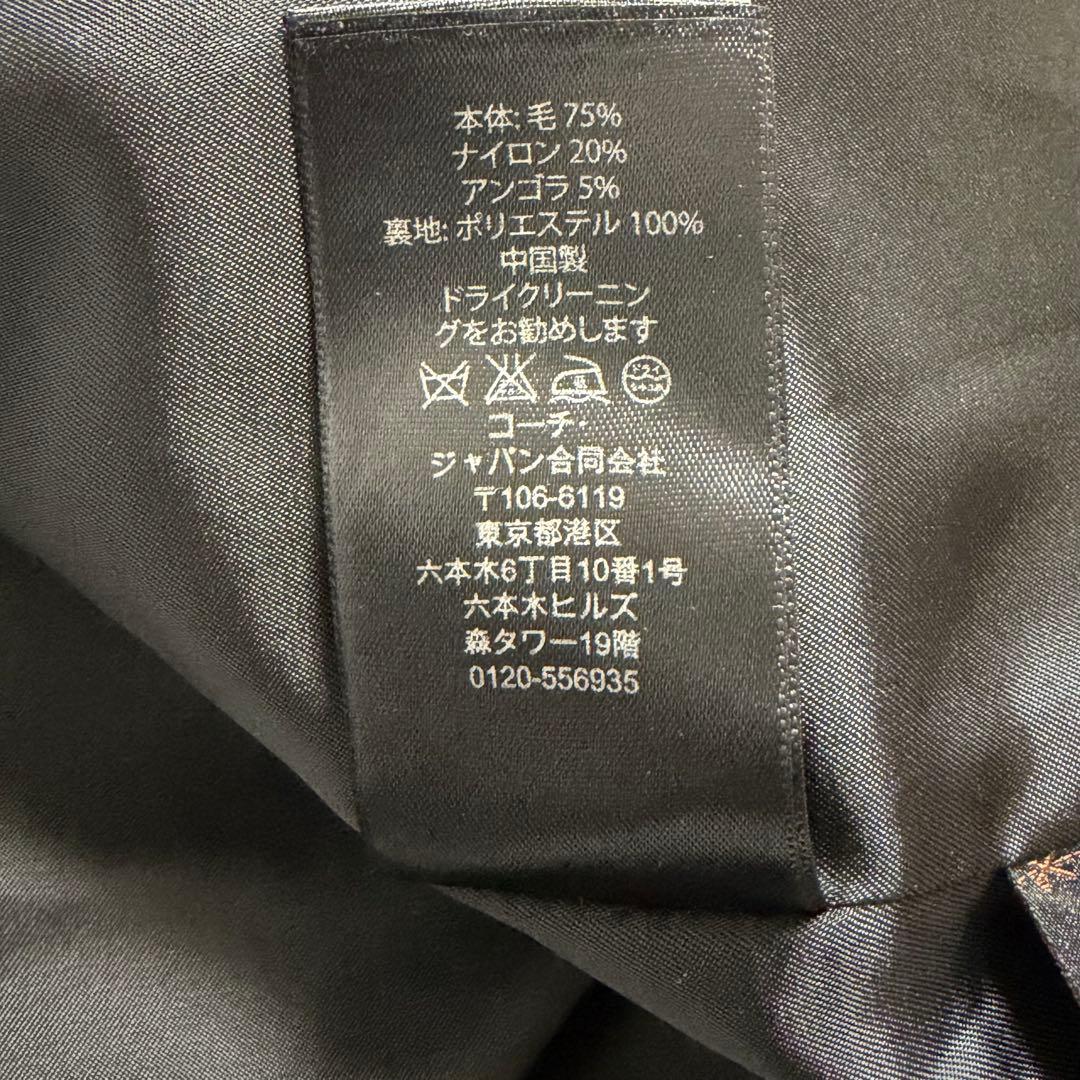 本体: 毛 75%
ナイロン 20%
アンゴラ 5%
裏地: ポリエステル 100%
中国製
ドライクリーニン
グをお勧めします
ドライ
コーチ・
ジャパン合同会社
〒106-6119
東京都港区
六本木6丁目10番1号
六本木ヒルズ
森タワー19階
0120-556935